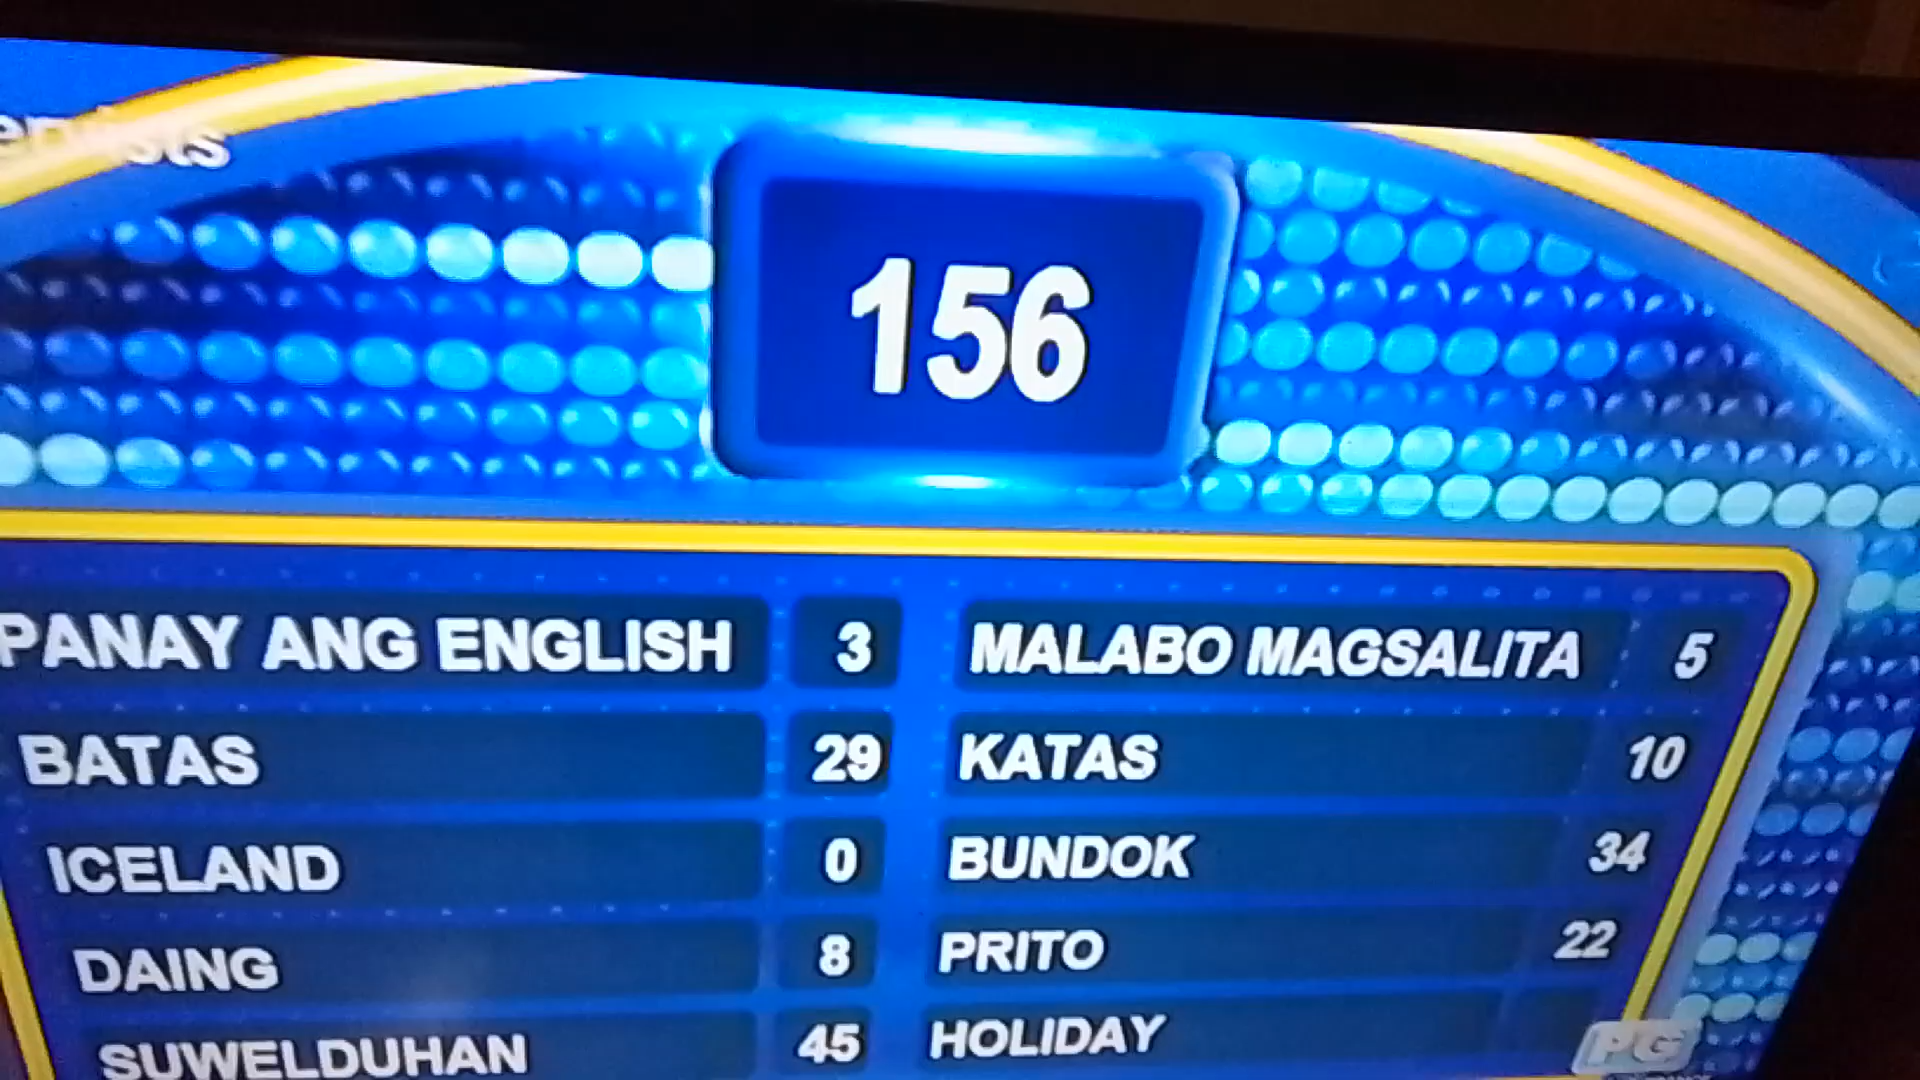 156
PANAY ANG ENGLISH 3
BATAS 29
ICELAND 0
DAING 8
SUWELDUHAN 45
MALABO MAGSALITA 5
KATAS 10
BUNDOK 34
PRITO 22
HOLIDAY
PG